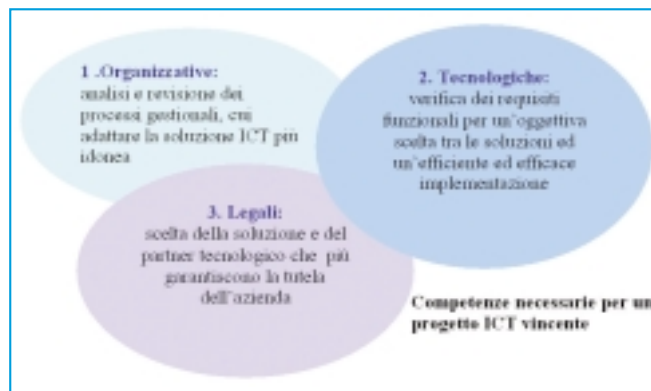 1 .Organizzative:
analisi e revisione dei
processi gestionali, cui
adattare la soluzione ICT più
idonea
2. Tecnologiche:
verifica dei requisiti
funzionali per un'oggettiva
scelta tra le soluzioni ed
un'efficiente ed efficace
implementazione
3. Legali:
scelta della soluzione e del
partner tecnologico che più
garantiscono la tutela
dell'azienda
Competenze necessarie per un
progetto ICT vincente